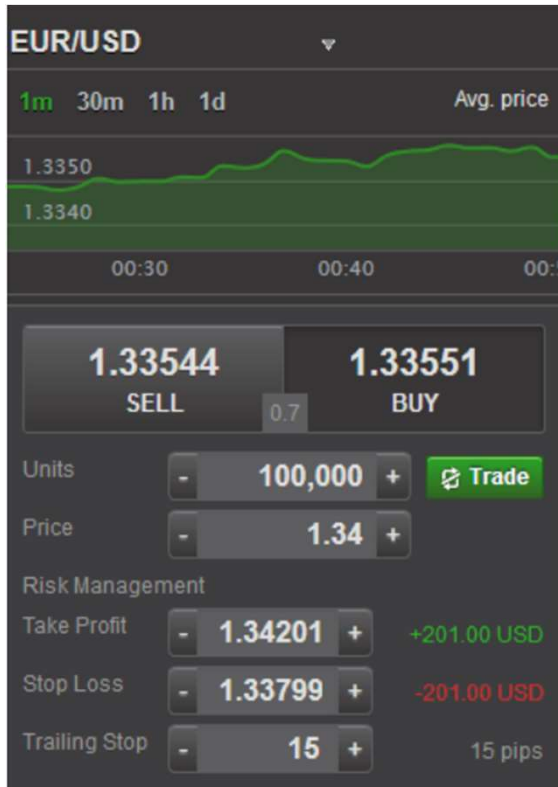 EUR/USD
1m 30m 1h 1d Avg. price
1.3350
1.3340
00:30 00:40 00:
1.33544 1.33551
SELL 0.7 BUY
Units - 100,000 + Trade
Price - 1.34 +
Risk Management
Take Profit - 1.34201 + +201.00 USD
Stop Loss - 1.33799 + -201.00 USD
Trailing Stop - 15 + 15 pips